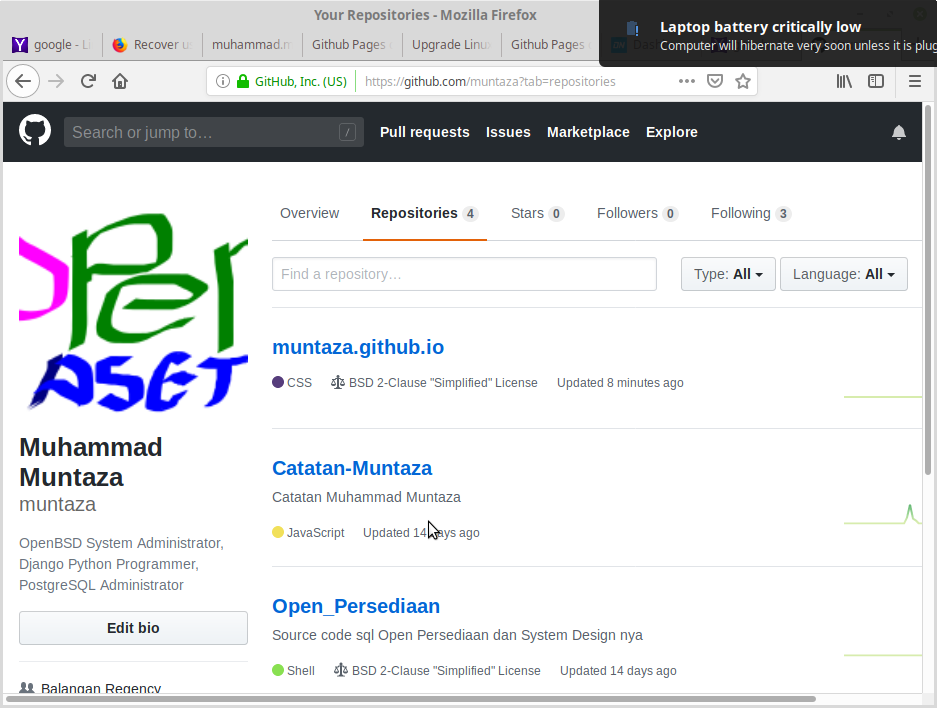 Your Repositories - Mozilla Firefox
Laptop battery critically low
Computer will hibernate very soon unless it is plug
google - Li
Recover u
muhammad.m
Github Pages
Upgrade Linu
Github Pages
GitHub, Inc. (US)
https://github.com/muntaza?tab=repositories
Search or jump to…
/
Pull requests
Issues
Marketplace
Explore
Overview
Repositories 4
Stars 0
Followers 0
Following 3
Find a repository…
Type: All
Language: All
Per
ASET
Muhammad
Muntaza
muntaza
OpenBSD System Administrator,
Django Python Programmer,
PostgreSQL Administrator
Edit bio
Balangan Regency
muntaza.github.io
CSS
BSD 2-Clause "Simplified" License
Updated 8 minutes ago
Catatan-Muntaza
Catatan Muhammad Muntaza
JavaScript
Updated 14 days ago
Open_Persediaan
Source code sql Open Persediaan dan System Design nya
Shell
BSD 2-Clause "Simplified" License
Updated 14 days ago